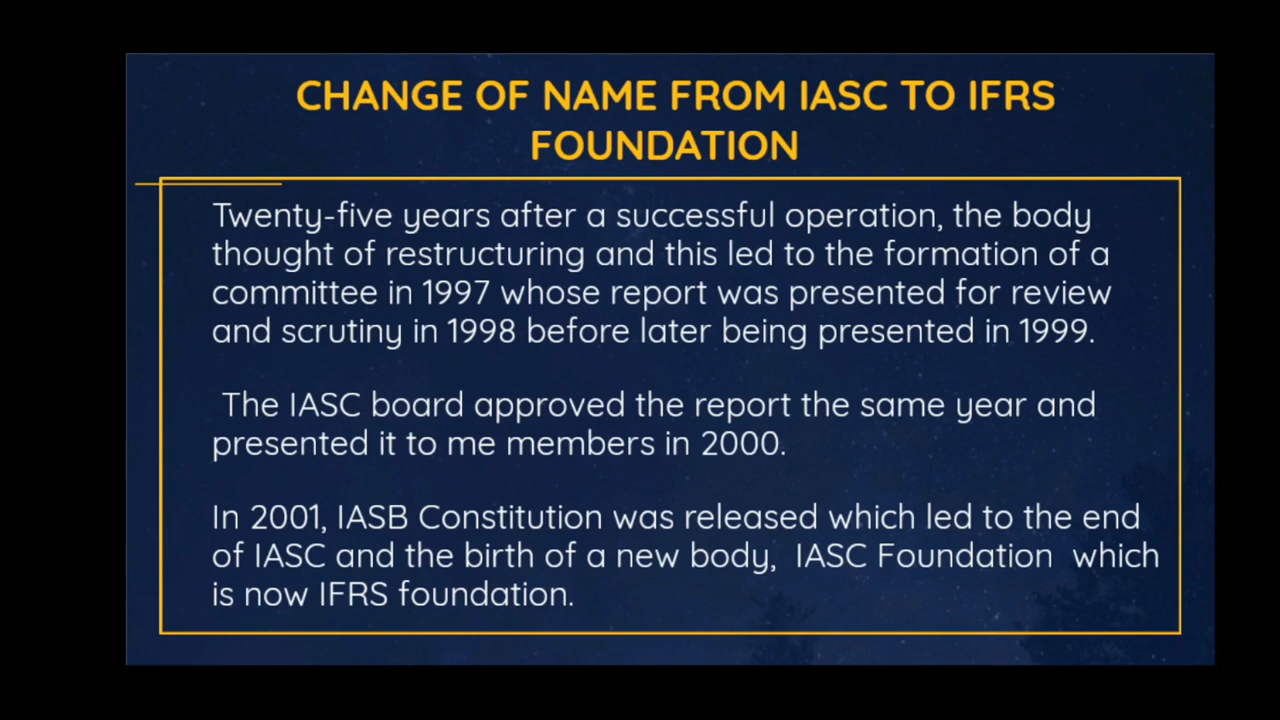 CHANGE OF NAME FROM IASC TO IFRS
FOUNDATION
Twenty-five years after a successful operation, the body
thought of restructuring and this led to the formation of a
committee in 1997 whose report was presented for review
and scrutiny in 1998 before later being presented in 1999.
The IASC board approved the report the same year and
presented it to me members in 2000.
In 2001, IASB Constitution was released which led to the end
of IASC and the birth of a new body, IASC Foundation which
is now IFRS foundation.